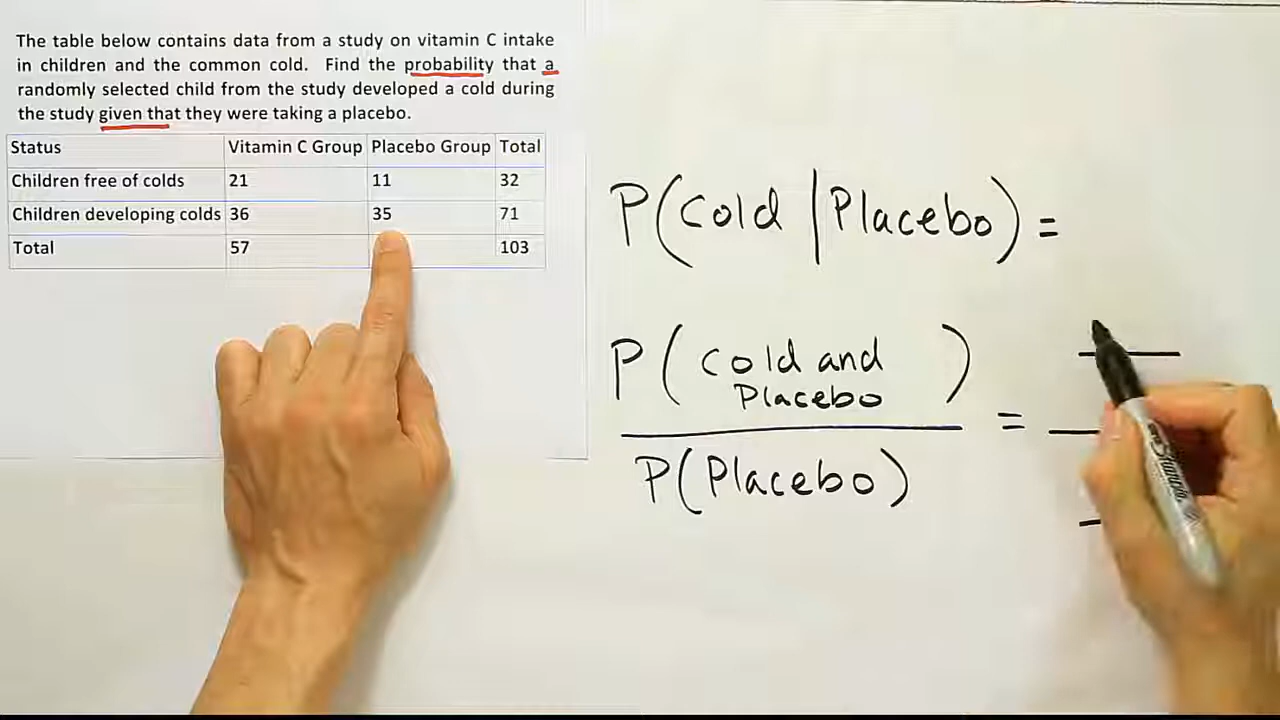 The table below contains data from a study on vitamin C intake
in children and the common cold. Find the probability that a
randomly selected child from the study developed a cold during
the study given that they were taking a placebo.
Status Vitamin C Group Placebo Group Total
Children free of colds 21 11 32
Children developing colds 36 35 71
Total 57 103
P(Cold | Placebo) =
P( Cold and
Placebo )
=
P(Placebo)
Sharpie